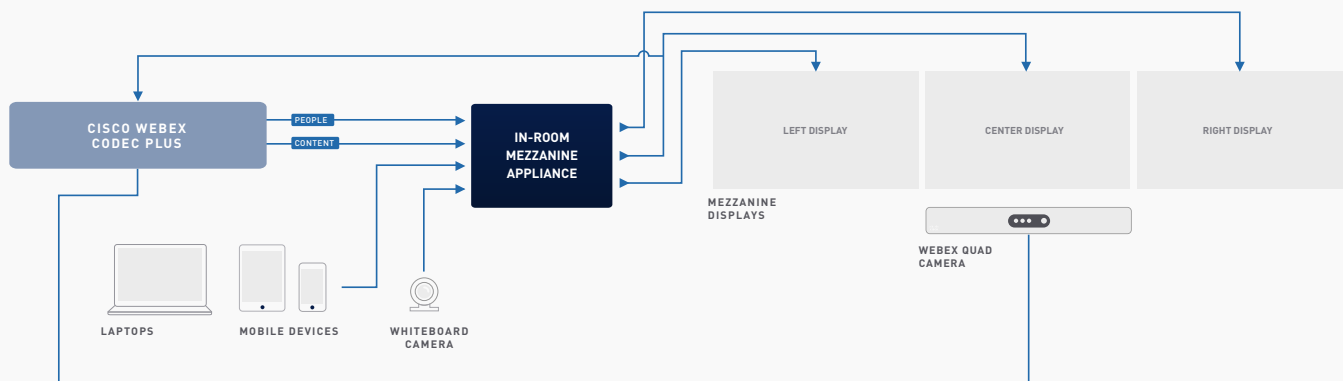 CISCO WEBEX
CODEC PLUS
PEOPLE
CONTENT
IN-ROOM
MEZZANINE
APPLIANCE
LEFT DISPLAY
CENTER DISPLAY
RIGHT DISPLAY
MEZZANINE
DISPLAYS
WEBEX QUAD
CAMERA
LAPTOPS
MOBILE DEVICES
WHITEBOARD
CAMERA